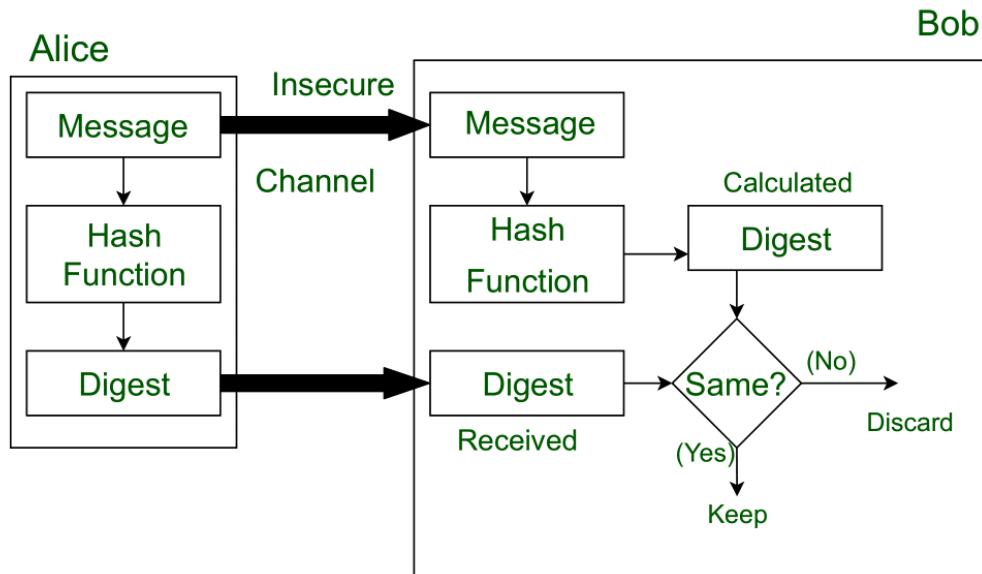 Alice
Bob
Insecure
Channel
Message
Hash
Function
Digest
Message
Hash
Function
Calculated
Digest
Digest
Received
Same?
(No)
Discard
(Yes)
Keep